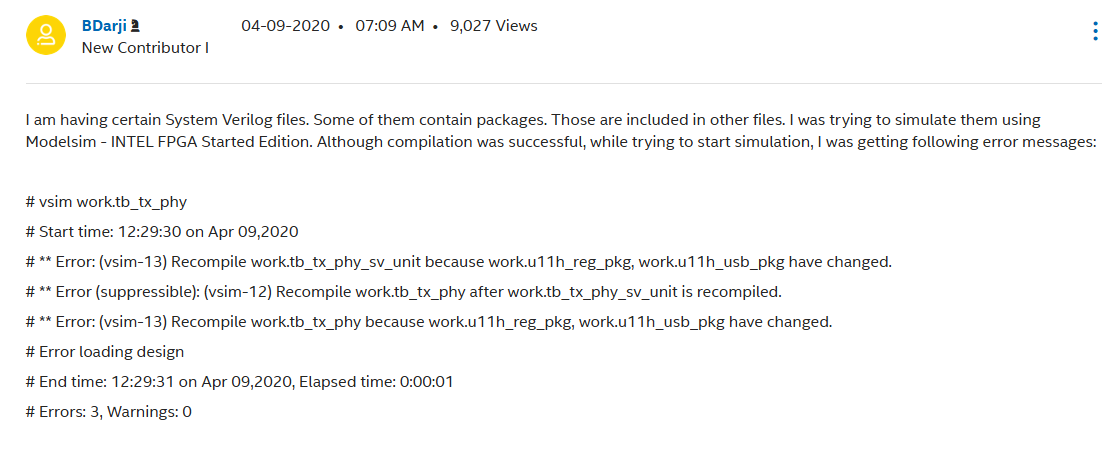 BDarji
04-09-2020 • 07:09 AM • 9,027 Views
New Contributor I
I am having certain System Verilog files. Some of them contain packages. Those are included in other files. I was trying to simulate them using
Modelsim - INTEL FPGA Started Edition. Although compilation was successful, while trying to start simulation, I was getting following error messages:
# vsim work.tb_tx_phy
# Start time: 12:29:30 on Apr 09,2020
# ** Error: (vsim-13) Recompile work.tb_tx_phy_sv_unit because work.u11h_reg_pkg, work.u11h_usb_pkg have changed.
# ** Error (suppressible): (vsim-12) Recompile work.tb_tx_phy after work.tb_tx_phy_sv_unit is recompiled.
# ** Error: (vsim-13) Recompile work.tb_tx_phy because work.u11h_reg_pkg, work.u11h_usb_pkg have changed.
# Error loading design
# End time: 12:29:31 on Apr 09,2020, Elapsed time: 0:00:01
# Errors: 3, Warnings: 0